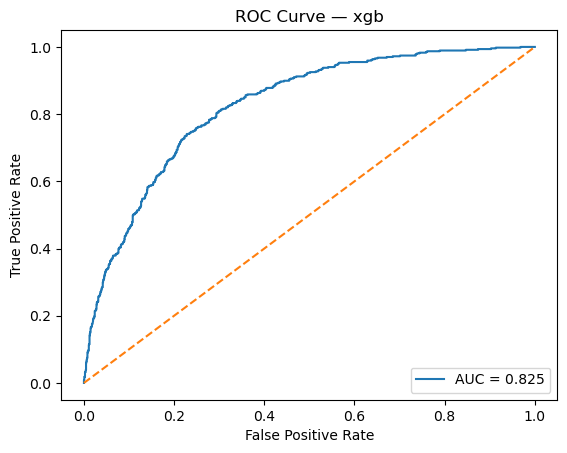 ROC Curve — xgb
1.0
0.8
0.6
0.4
0.2
0.0
True Positive Rate
0.0 0.2 0.4 0.6 0.8 1.0
False Positive Rate
AUC = 0.825